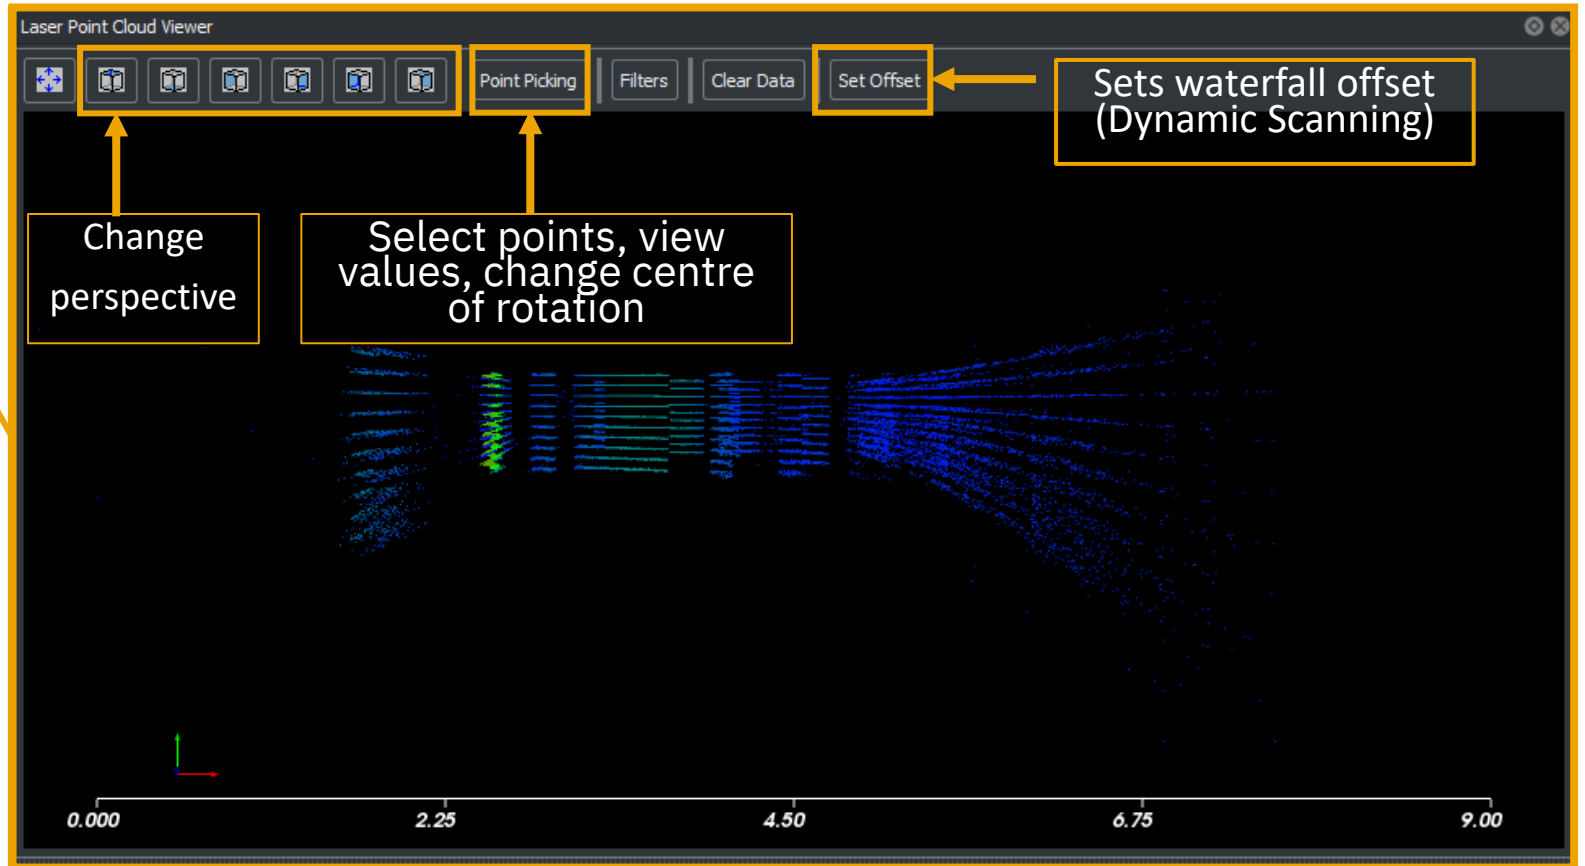 Laser Point Cloud Viewer
Point Picking
Filters
Clear Data
Set Offset
Sets waterfall offset
(Dynamic Scanning)
Change
perspective
Select points, view
values, change centre
of rotation
0.000
2.25
4.50
6.75
9.00